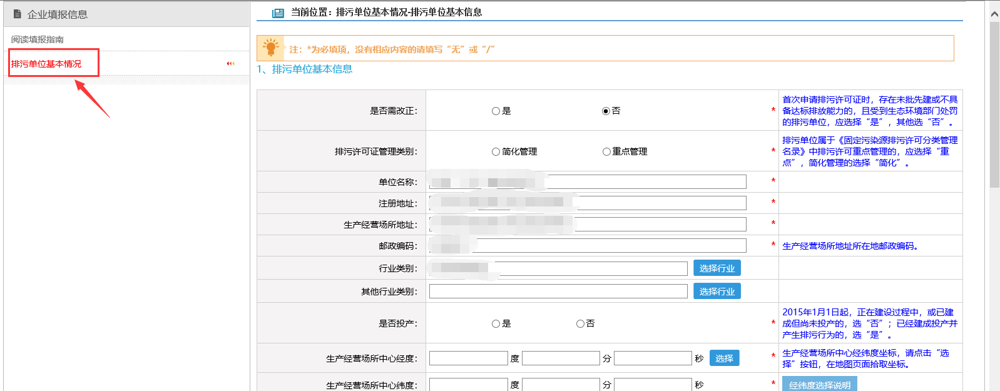 企业填报信息
阅读填报指南
排污单位基本情况
当前位置：排污单位基本情况-排污单位基本信息
注：*为必填项，没有相应内容的请填写“无”或“/”
1、排污单位基本信息
是否需改正：
是
否
*
首次申请排污许可证时，存在未批先建或不具
备达标排放能力的，且受到生态环境部门处罚
的排污单位，应选择“是”，其他选“否”。
排污许可证管理类别：
简化管理
重点管理
*
排污单位属于《固定污染源排污许可分类管理
名录》中排污许可重点管理的，应选择“重
点”，简化管理的选择“简化”。
单位名称：
*
注册地址：
*
生产经营场所地址：
*
邮政编码：
*
生产经营场所地址所在地邮政编码。
行业类别：
选择行业
其他行业类别：
选择行业
是否投产：
是
否
*
2015年1月1日起，正在建设过程中，或已建
成但尚未投产的，选“否”；已经建成投产并
产生排污行为的，选“是”。
生产经营场所中心经度：
度
分
秒
选择
*
生产经营场所中心经纬度坐标，请点击“选
择”按钮，在地图页面拾取坐标。
生产经营场所中心纬度：
度
分
秒
*
经纬度选择说明